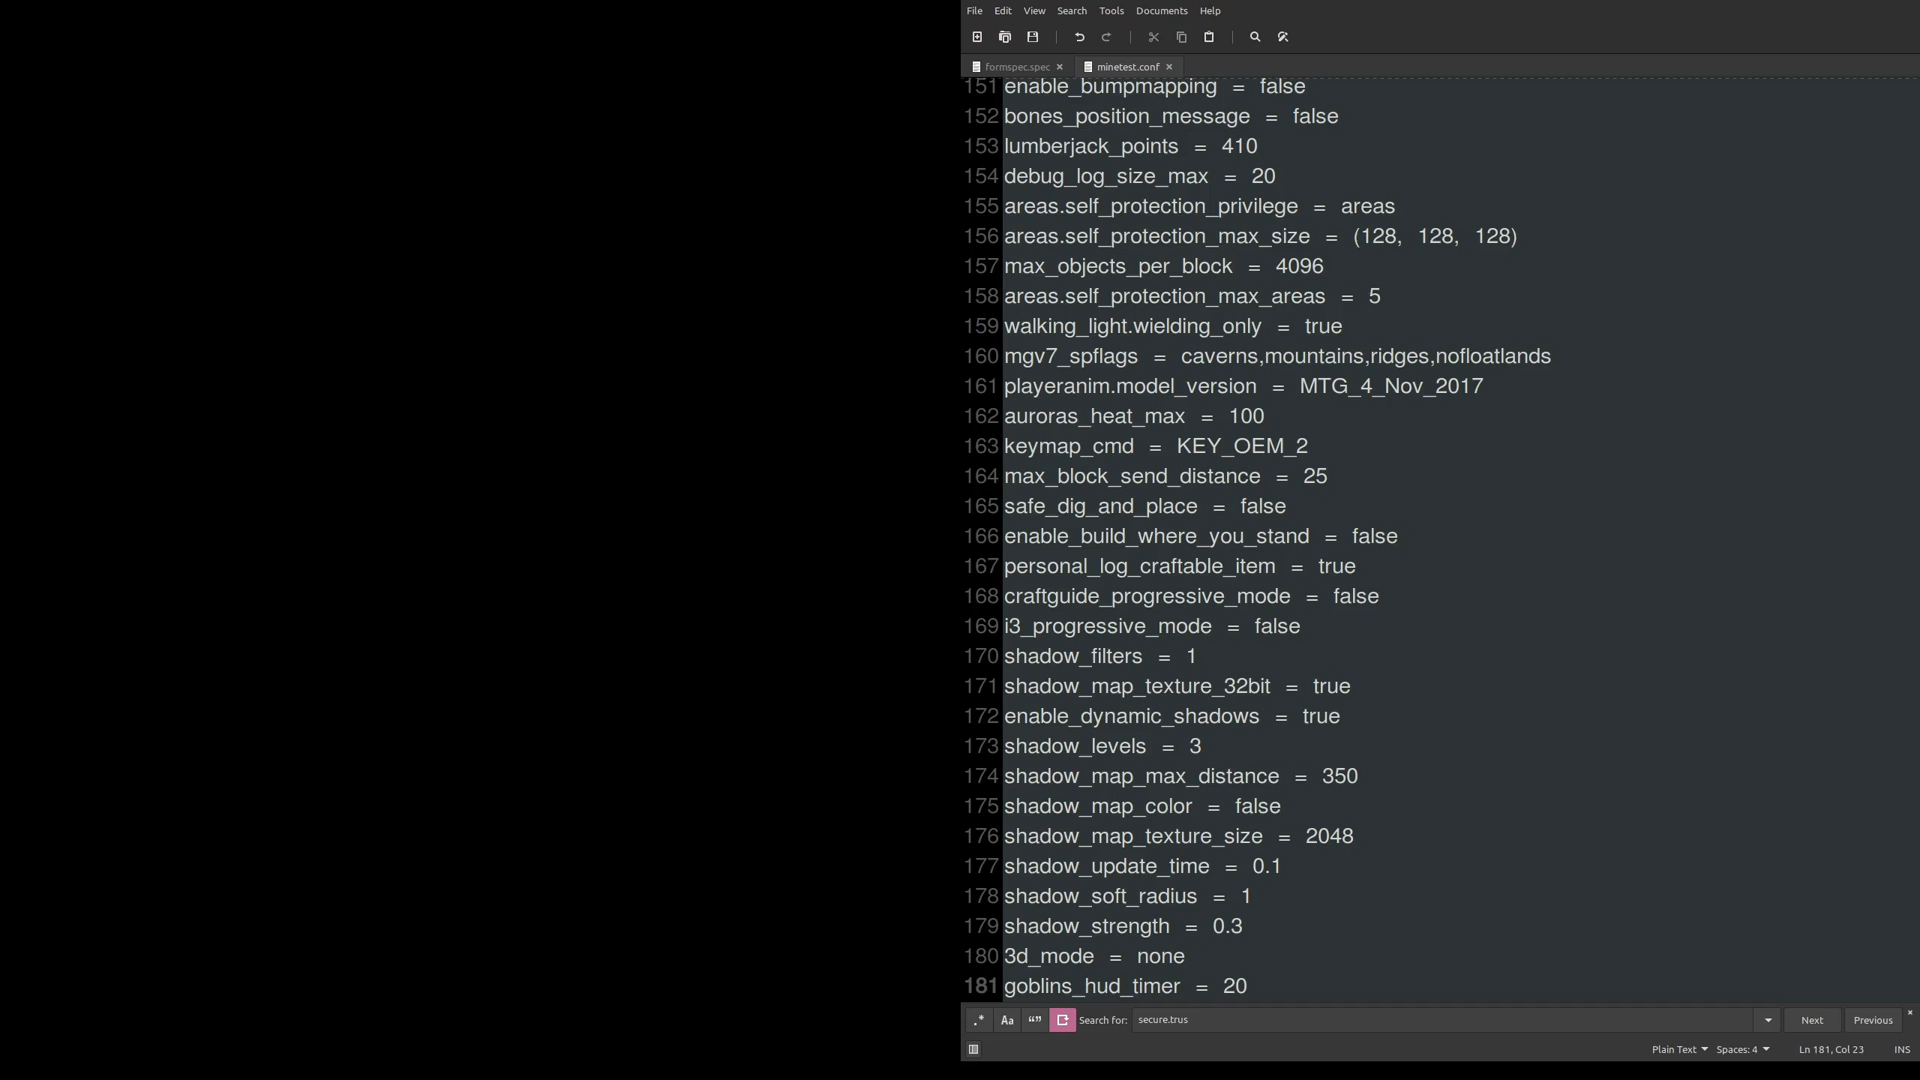 File Edit View Search Tools Documents Help
formspec.spec × minetest.conf ×
151 enable_bumpmapping = false
152 bones_position_message = false
153 lumberjack_points = 410
154 debug_log_size_max = 20
155 areas.self_protection_privilege = areas
156 areas.self_protection_max_size = (128, 128, 128)
157 max_objects_per_block = 4096
158 areas.self_protection_max_areas = 5
159 walking_light.wielding_only = true
160 mgv7_spflags = caverns,mountains,ridges,nofloatlands
161 playeranim.model_version = MTG_4_Nov_2017
162 auroras_heat_max = 100
163 keymap_cmd = KEY_OEM_2
164 max_block_send_distance = 25
165 safe_dig_and_place = false
166 enable_build_where_you_stand = false
167 personal_log_craftable_item = true
168 craftguide_progressive_mode = false
169 i3_progressive_mode = false
170 shadow_filters = 1
171 shadow_map_texture_32bit = true
172 enable_dynamic_shadows = true
173 shadow_levels = 3
174 shadow_map_max_distance = 350
175 shadow_map_color = false
176 shadow_map_texture_size = 2048
177 shadow_update_time = 0.1
178 shadow_soft_radius = 1
179 shadow_strength = 0.3
180 3d_mode = none
181 goblins_hud_timer = 20
.* Aa “” Search for: secure.trus Next Previous ×
Plain Text Spaces: 4 Ln 181, Col 23 INS